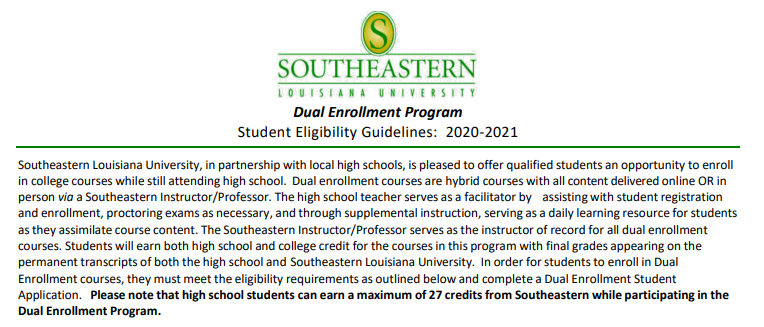 S
SOUTHEASTERN
LOUISIANA UNIVERSITY
Dual Enrollment Program
Student Eligibility Guidelines: 2020-2021
Southeastern Louisiana University, in partnership with local high schools, is pleased to offer qualified students an opportunity to enroll
in college courses while still attending high school. Dual enrollment courses are hybrid courses with all content delivered online OR in
person via a Southeastern Instructor/Professor. The high school teacher serves as a facilitator by assisting with student registration
and enrollment, proctoring exams as necessary, and through supplemental instruction, serving as a daily learning resource for students
as they assimilate course content. The Southeastern Instructor/Professor serves as the instructor of record for all dual enrollment
courses. Students will earn both high school and college credit for the courses in this program with final grades appearing on the
permanent transcripts of both the high school and Southeastern Louisiana University. In order for students to enroll in Dual
Enrollment courses, they must meet the eligibility requirements as outlined below and complete a Dual Enrollment Student
Application. Please note that high school students can earn a maximum of 27 credits from Southeastern while participating in the
Dual Enrollment Program.